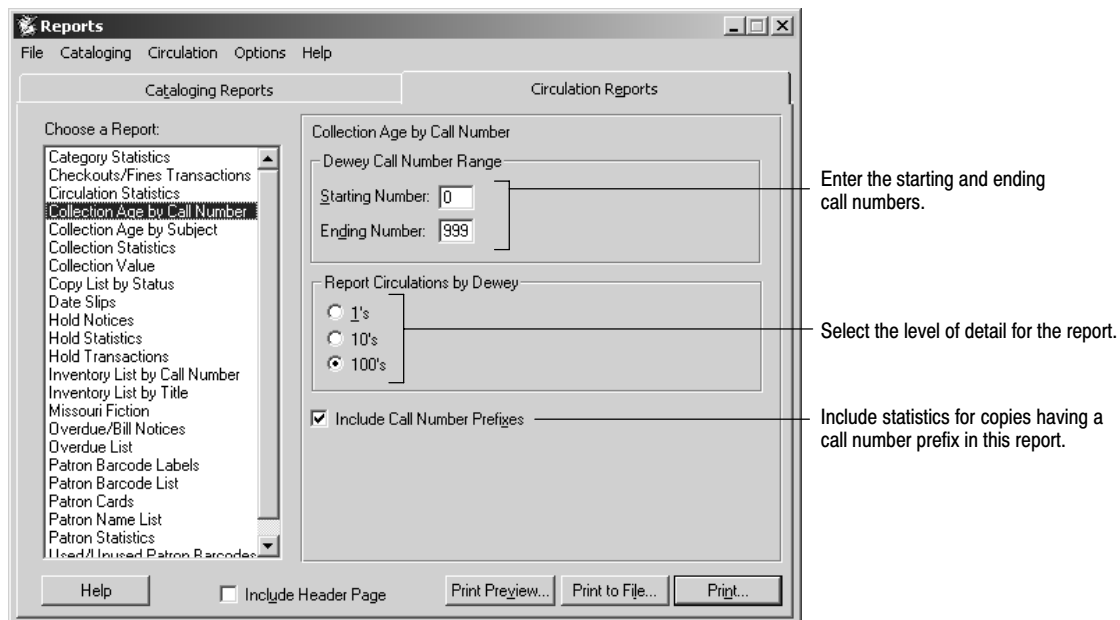 Reports
File Cataloging Circulation Options Help
Cataloging Reports
Circulation Reports
Choose a Report:
Category Statistics
Checkouts/Fines Transactions
Circulation Statistics
Collection Age by Call Number
Collection Age by Subject
Collection Statistics
Collection Value
Copy List by Status
Date Slips
Hold Notices
Hold Statistics
Hold Transactions
Inventory List by Call Number
Inventory List by Title
Missouri Fiction
Overdue/Bill Notices
Overdue List
Patron Barcode Labels
Patron Barcode List
Patron Cards
Patron Name List
Patron Statistics
Used/Unused Patron Barcodes
Collection Age by Call Number
Dewey Call Number Range
Starting Number: 0
Ending Number: 999
Enter the starting and ending
call numbers.
Report Circulations by Dewey
1's
10's
100's
Select the level of detail for the report.
Include Call Number Prefixes
Include statistics for copies having a
call number prefix in this report.
Help
Include Header Page
Print Preview...
Print to File...
Print...